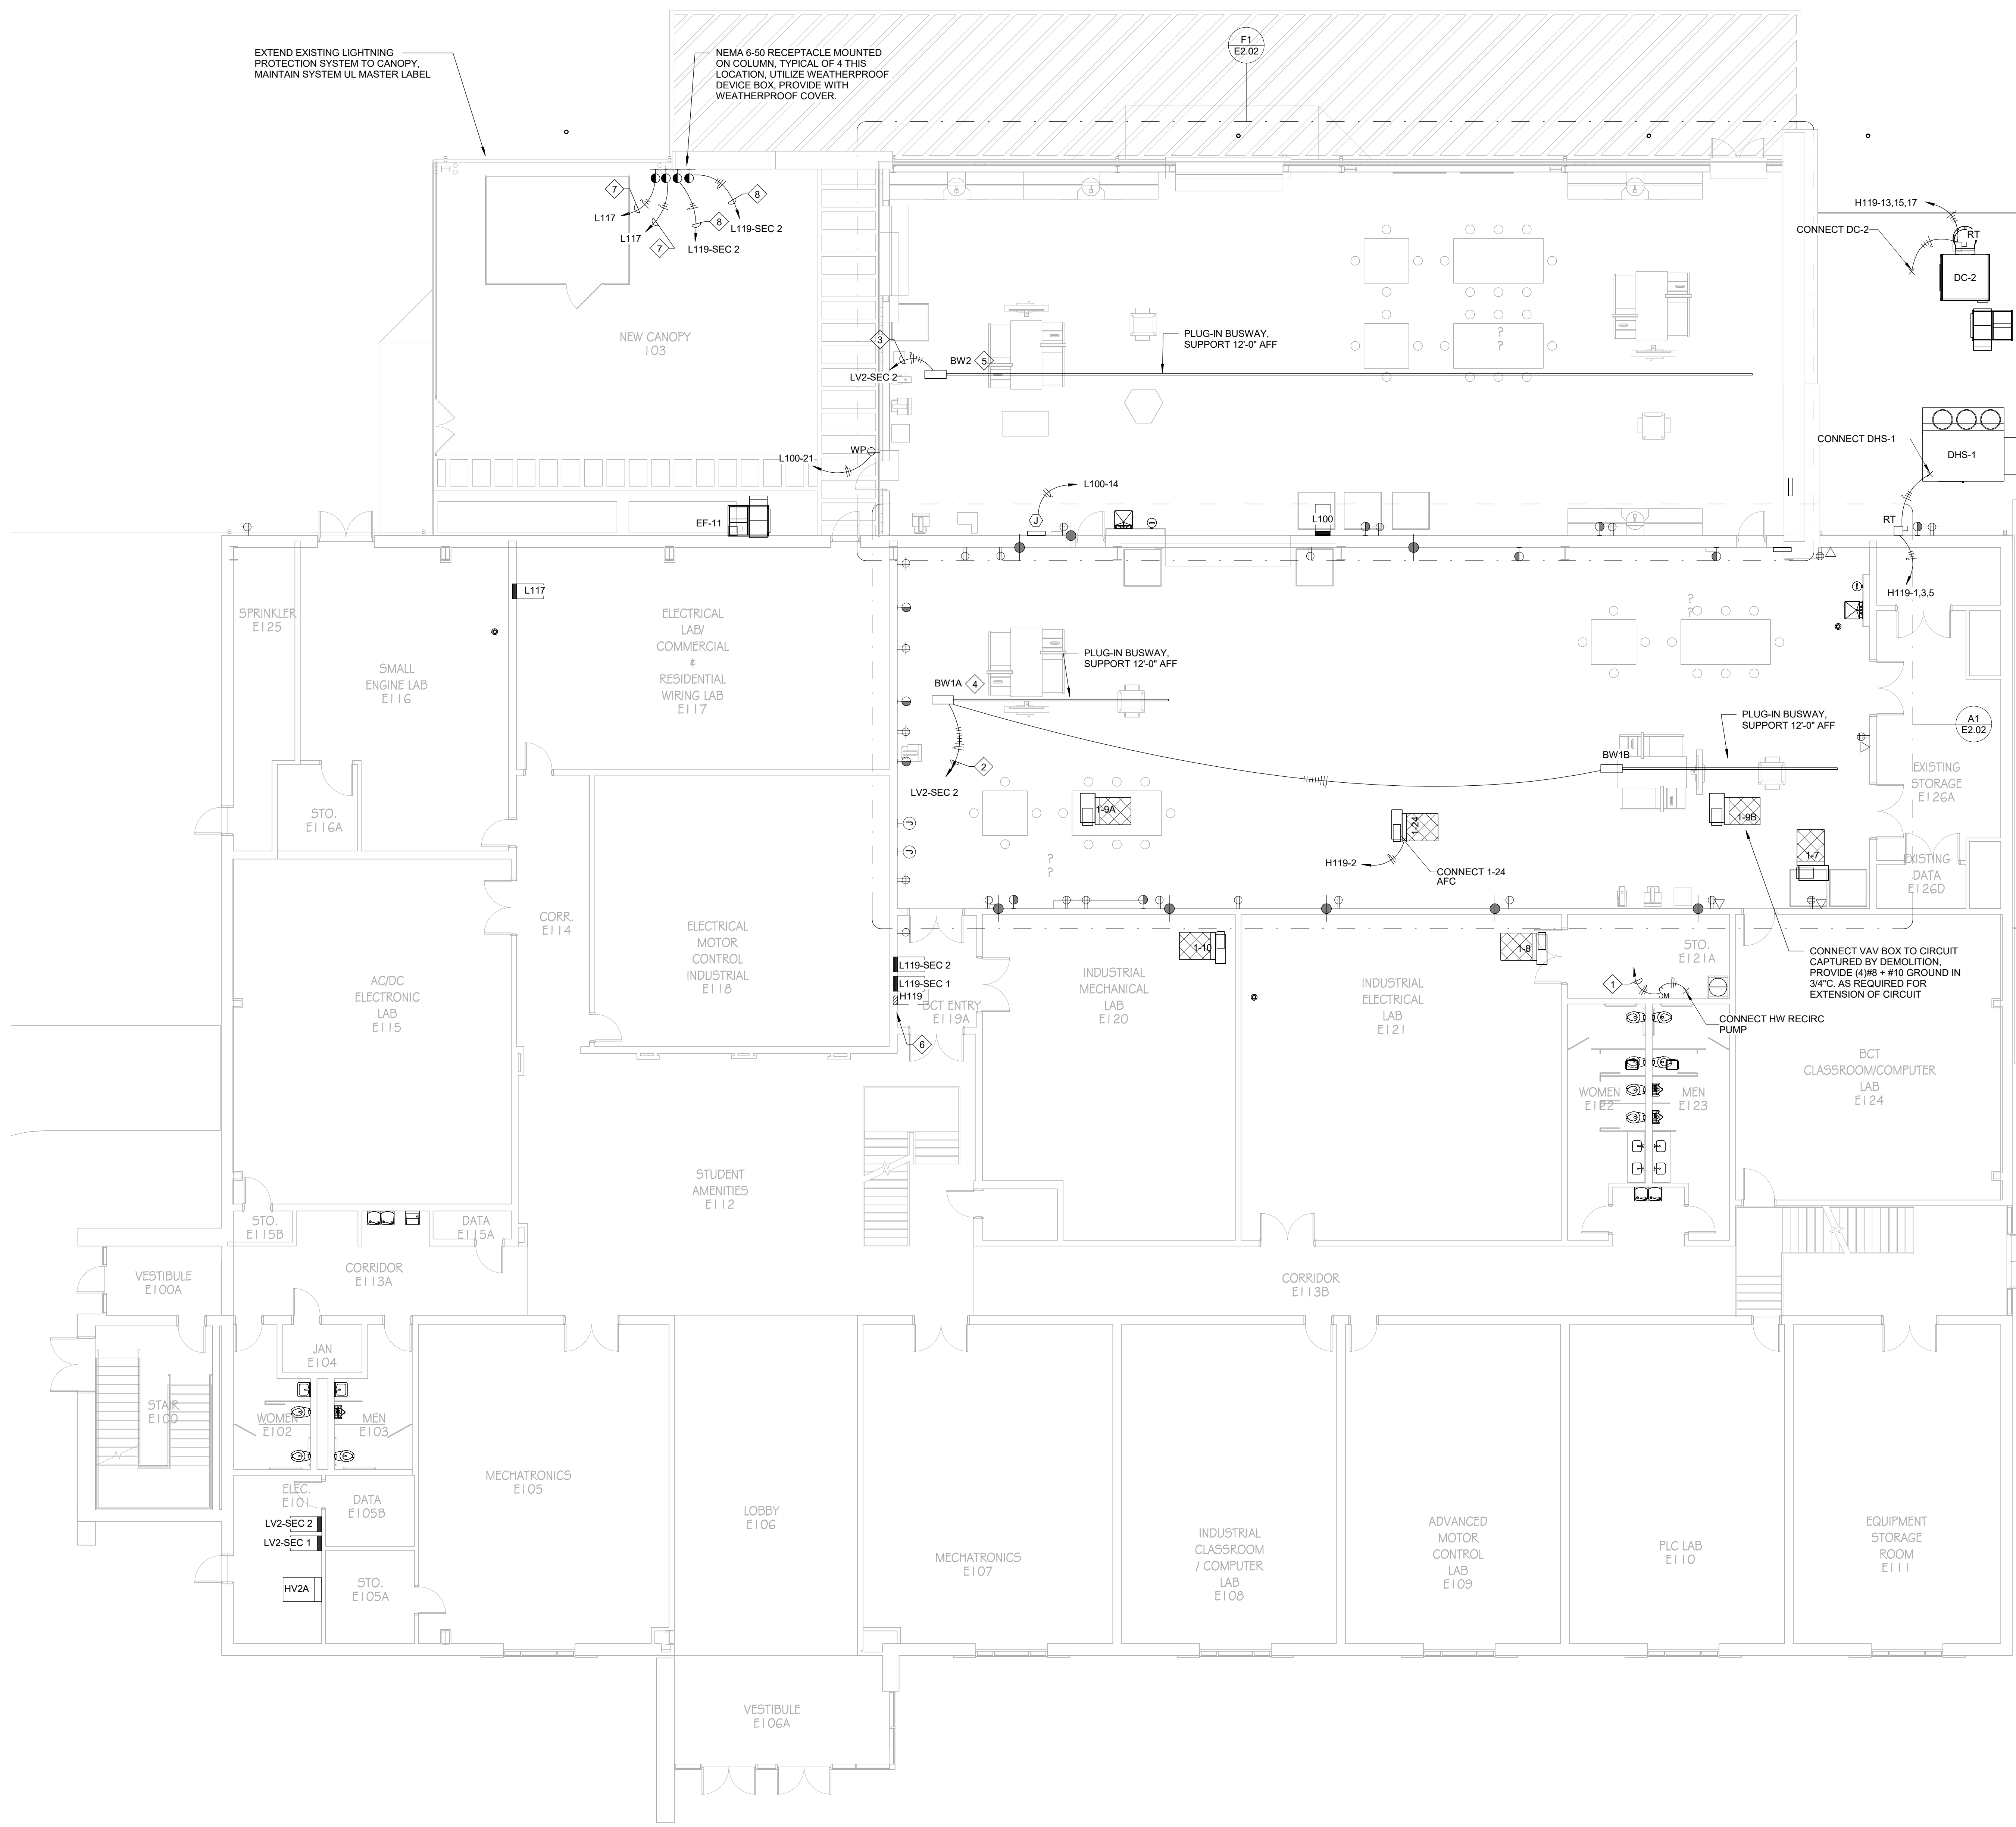 EXTEND EXISTING LIGHTNING
PROTECTION SYSTEM TO CANOPY,
MAINTAIN SYSTEM UL MASTER LABEL
NEMA 6-50 RECEPTACLE MOUNTED
ON COLUMN, TYPICAL OF 4 THIS
LOCATION, UTILIZE WEATHERPROOF
DEVICE BOX, PROVIDE WITH
WEATHERPROOF COVER.
F1
E2.02
7
L117
L117
7
8
L119-SEC 2
8
L119-SEC 2
H119-13,15,17
CONNECT DC-2
RT
DC-2
NEW CANOPY
103
3
LV2-SEC 2
BW2
5
PLUG-IN BUSWAY,
SUPPORT 12'-0" AFF
?
?
CONNECT DHS-1
DHS-1
WP
L100-21
L100-14
J
L100
EF-11
RT
H119-1,3,5
L117
SPRINKLER
E125
SMALL
ENGINE LAB
E116
ELECTRICAL
LAB/
COMMERCIAL
&
RESIDENTIAL
WIRING LAB
E117
PLUG-IN BUSWAY,
SUPPORT 12'-0" AFF
BW1A
4
?
?
PLUG-IN BUSWAY,
SUPPORT 12'-0" AFF
A1
E2.02
BW1B
2
LV2-SEC 2
EXISTING
STORAGE
E126A
STO.
E116A
1-9A
1-24
1-9B
J
J
H119-2
CONNECT 1-24
AFC
1-7
?
?
EXISTING
DATA
E126D
CORR.
E114
ELECTRICAL
MOTOR
CONTROL
INDUSTRIAL
E118
AC/DC
ELECTRONIC
LAB
E115
L119-SEC 2
L119-SEC 1
H119
BCT ENTRY
E119A
6
1-10
INDUSTRIAL
MECHANICAL
LAB
E120
1-8
INDUSTRIAL
ELECTRICAL
LAB
E121
STO.
E121A
1
CONNECT HW RECIRC
PUMP
CONNECT VAV BOX TO CIRCUIT
CAPTURED BY DEMOLITION,
PROVIDE (4)#8 + #10 GROUND IN
3/4"C. AS REQUIRED FOR
EXTENSION OF CIRCUIT
WOMEN
E122
MEN
E123
BCT
CLASSROOM/COMPUTER
LAB
E124
STUDENT
AMENITIES
E112
STO.
E115B
DATA
E115A
CORRIDOR
E113A
VESTIBULE
E100A
CORRIDOR
E113B
JAN
E104
STAIR
E100
WOMEN
E102
MEN
E103
MECHATRONICS
E105
ELEC.
E101
DATA
E105B
LV2-SEC 2
LV2-SEC 1
HV2A
STO.
E105A
LOBBY
E106
MECHATRONICS
E107
INDUSTRIAL
CLASSROOM
/ COMPUTER
LAB
E108
ADVANCED
MOTOR
CONTROL
LAB
E109
PLC LAB
E110
EQUIPMENT
STORAGE
ROOM
E111
VESTIBULE
E106A